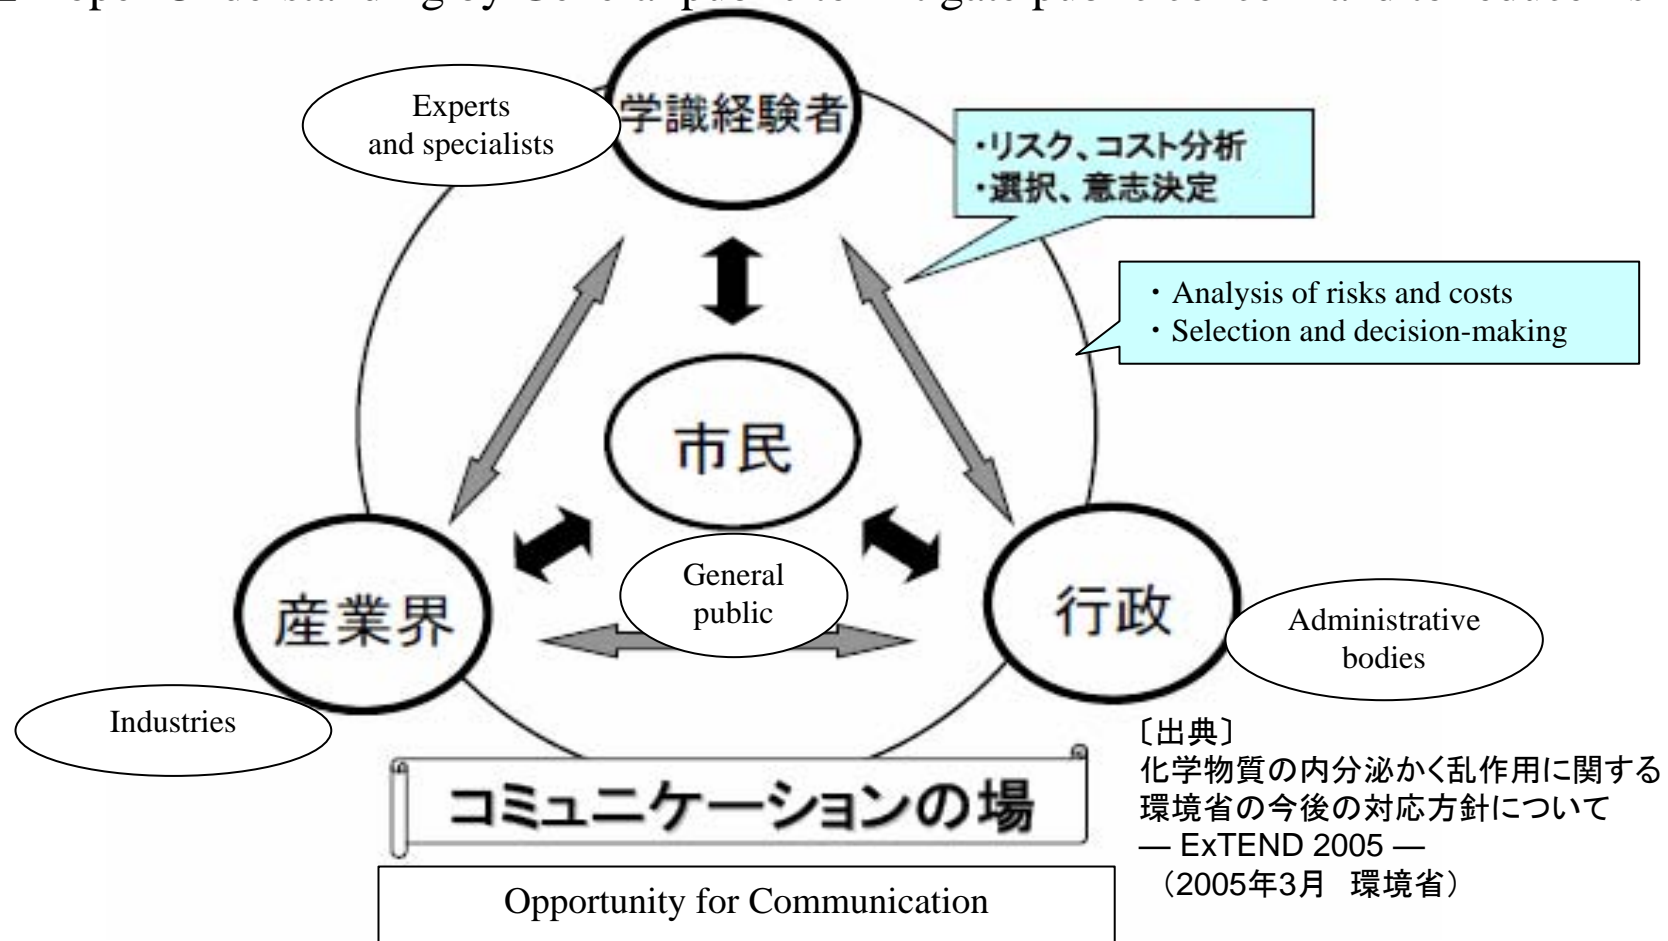 Experts
and specialists
学識経験者
・リスク、コスト分析
・選択、意志決定
・Analysis of risks and costs
・Selection and decision-making
市民
General
public
産業界
Industries
行政
Administrative
bodies
コミュニケーションの場
Opportunity for Communication
〔出典〕
化学物質の内分泌かく乱作用に関する
環境省の今後の対応方針について
— ExTEND 2005 —
（2005年3月　環境省）